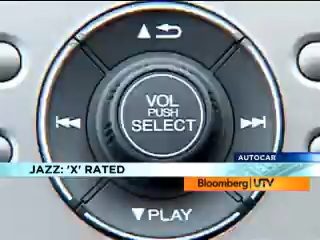 VOL
PUSH
SELECT
AUTOCAR
JAZZ: 'X' RATED
Bloomberg | UTV
PLAY